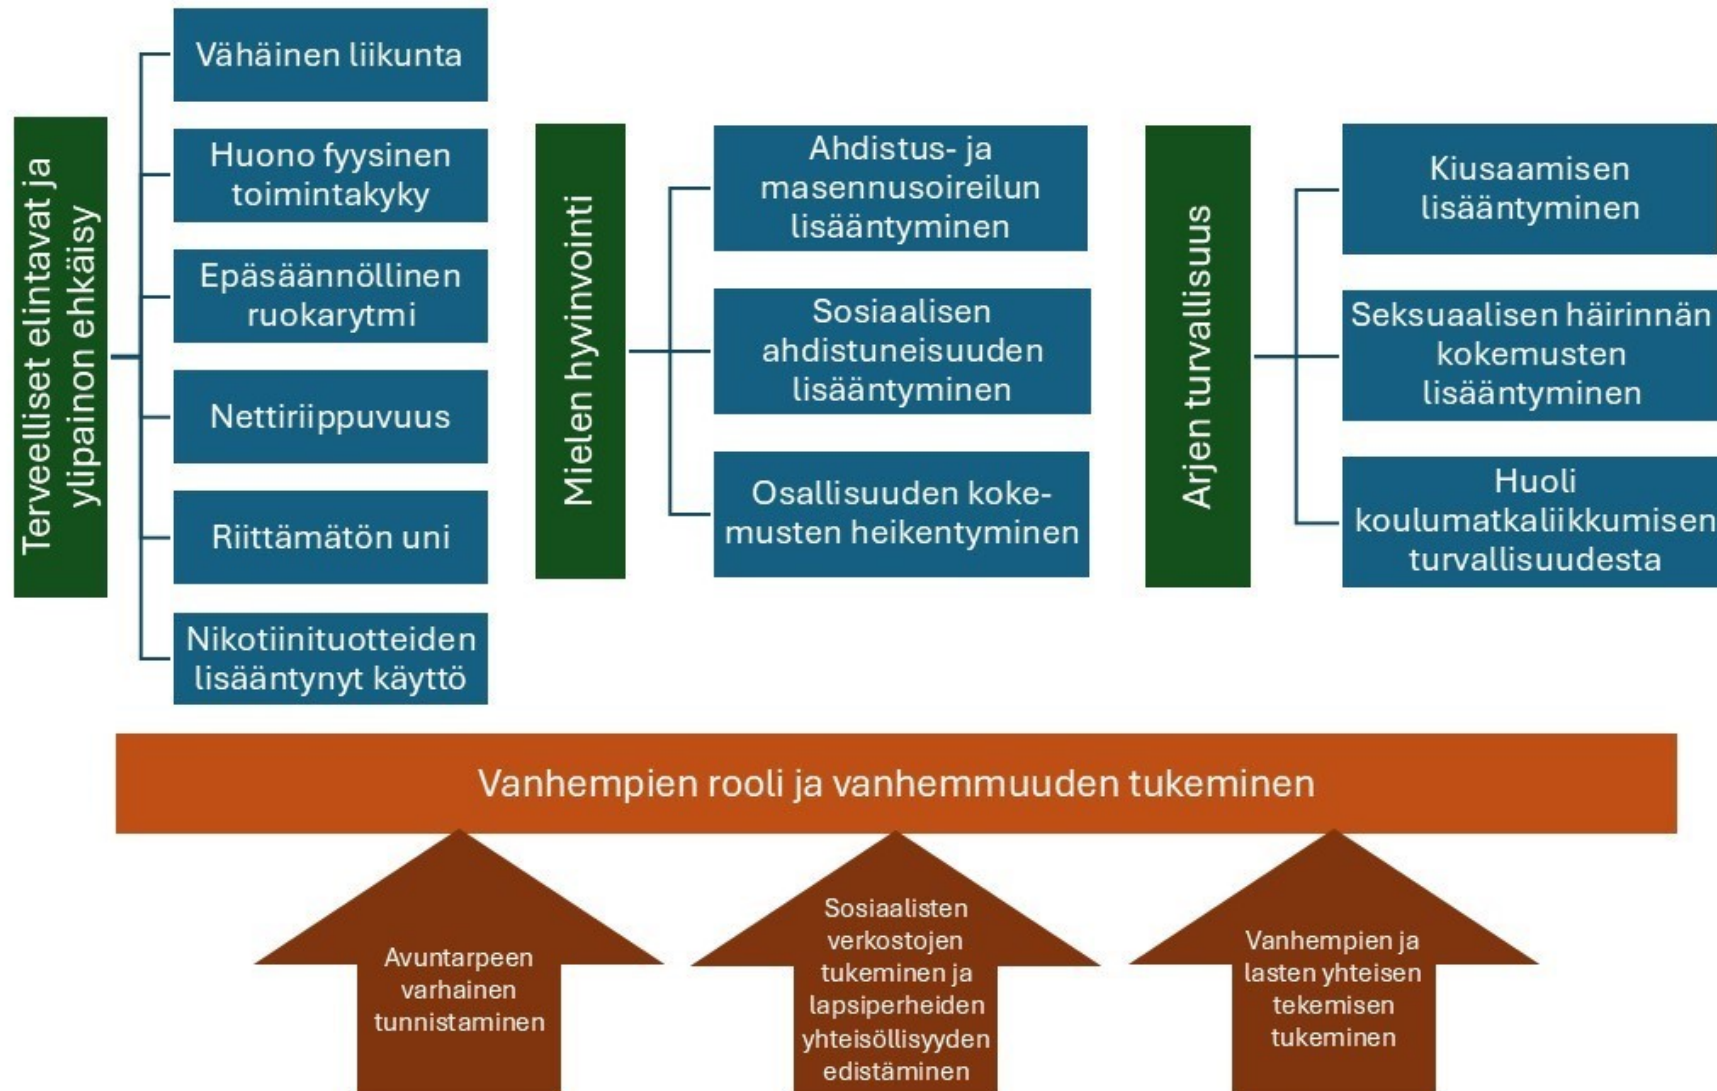 Terveelliset elintavat ja
ylipainon ehkäisy
Vähäinen liikunta
Huono fyysinen
toimintakyky
Epäsäännöllinen
ruokarytmi
Nettiriippuvuus
Riittämätön uni
Nikotiinituotteiden
lisääntynyt käyttö
Mielen hyvinvointi
Ahdistus- ja
masennusoireilun
lisääntyminen
Sosiaalisen
ahdistuneisuuden
lisääntyminen
Osallisuuden koke-
musten heikentyminen
Arjen turvallisuus
Kiusaamisen
lisääntyminen
Seksuaalisen häirinnän
kokemusten
lisääntyminen
Huoli
koulumatkaliikkumisen
turvallisuudesta
Vanhempien rooli ja vanhemmuuden tukeminen
Avuntarpeen
varhainen
tunnistaminen
Sosiaalisten
verkostojen
tukeminen ja
lapsiperheiden
yhteisöllisyyden
edistäminen
Vanhempien ja
lasten yhteisen
tekemisen
tukeminen